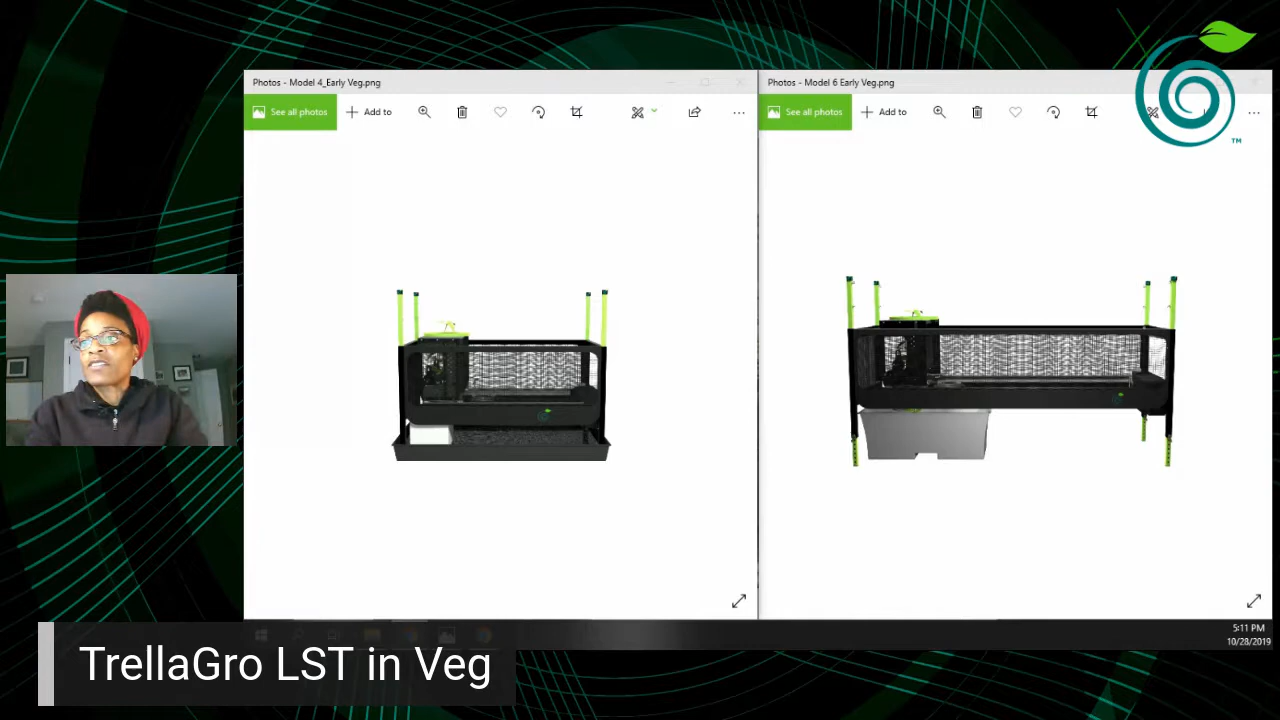 Photos - Model 4_Early Veg.png
Photos - Model 6 Early Veg.png
See all photos
Add to
See all photos
Add to
TM
5:11 PM
10/28/2019
TrellaGro LST in Veg